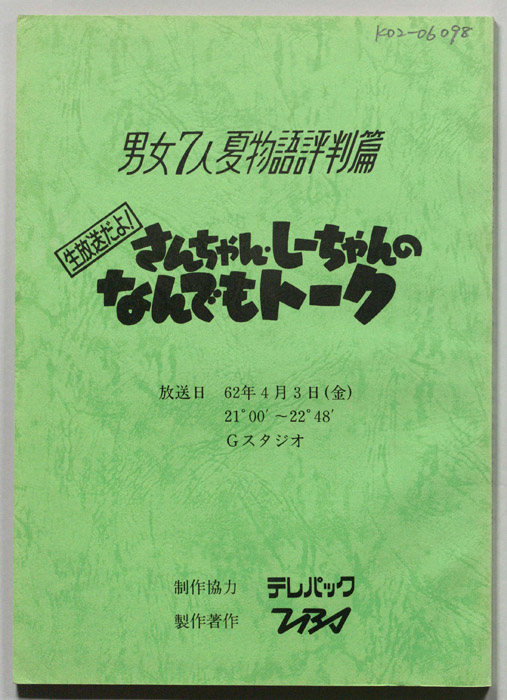 K02-06098
男女7人夏物語評判篇
生放送だよ!
さんちゃん・しーちゃんの
なんでもトーク
放送日 62年4月3日(金)
21°00′~22°48′
Gスタジオ
制作協力 テレパック
製作著作 TBS